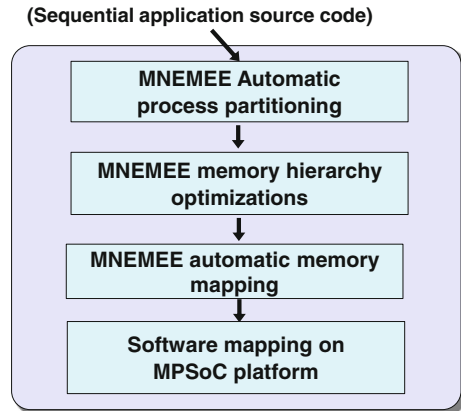 (Sequential application source code)
MNEMEE Automatic
process partitioning
MNEMEE memory hierarchy
optimizations
MNEMEE automatic memory
mapping
Software mapping on
MPSoC platform